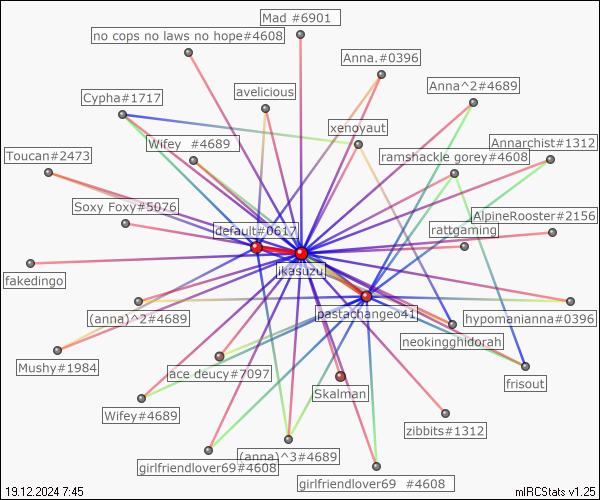 Mad #6901
no cops no laws no hope#4608
Anna.#0396
Anna^2#4689
avelicious
Cypha#1717
xenoyaut
Wifey  #4689
Annarchist#1312
Toucan#2473
ramshackle gorey#4608
Soxy Foxy#5076
AlpineRooster#2156
default#0617
rattgaming
ikasuzu
fakedingo
pastachangeo41
(anna)^2#4689
hypomanianna#0396
neokingghidorah
Mushy#1984
ace deucy#7097
frisout
Skalman
Wifey#4689
zibbits#1312
(anna)^3#4689
girlfriendlover69#4608
girlfriendlover69  #4608
19.12.2024 7:45
mIRCStats v1.25